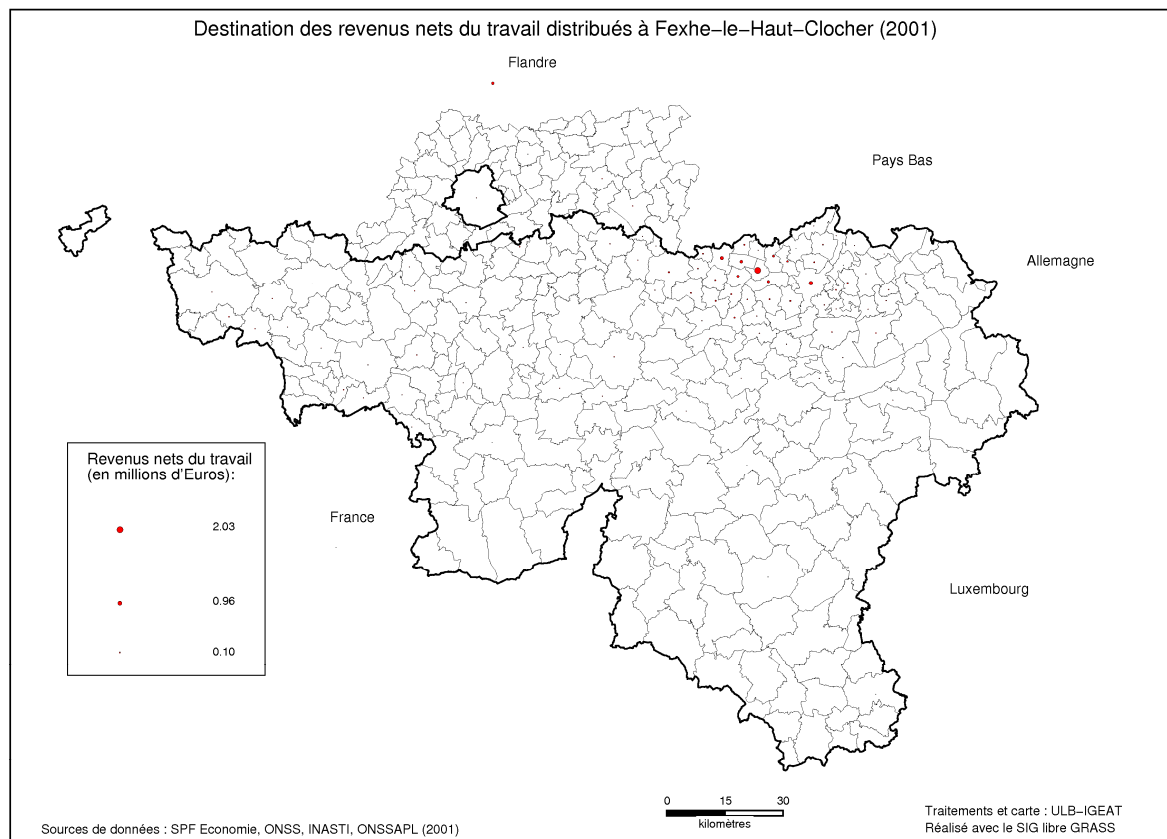 Destination des revenus nets du travail distribués à Fexhe−le−Haut−Clocher (2001)
Flandre
Pays Bas
Allemagne
Revenus nets du travail
(en millions d'Euros):
2.03
0.96
0.10
France
Luxembourg
0 15 30
kilomètres
Sources de données : SPF Economie, ONSS, INASTI, ONSSAPL (2001)
Traitements et carte : ULB−IGEAT
Réalisé avec le SIG libre GRASS